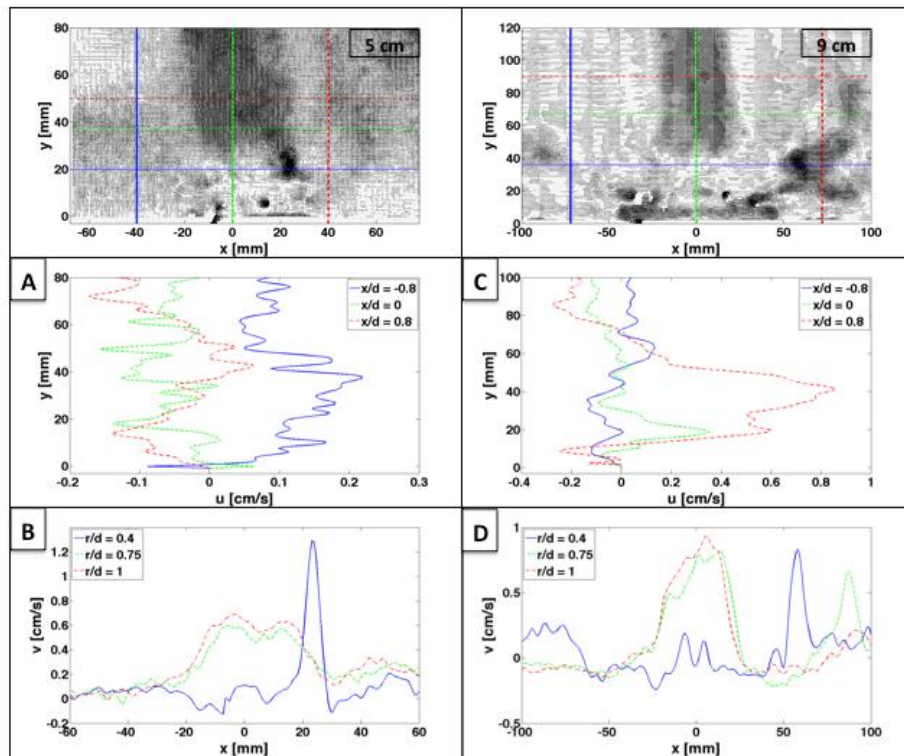 5 cm
y [mm]
80
60
40
20
0
-60 -40 -20 0 20 40 60
x [mm]
9 cm
y [mm]
120
100
80
60
40
20
0
-100 -50 0 50 100
x [mm]
A
y [mm]
80
60
40
20
0
x/d = -0.8
x/d = 0
x/d = 0.8
-0.2 -0.1 0 0.1 0.2 0.3
u [cm/s]
C
y [mm]
100
80
60
40
20
0
x/d = -0.8
x/d = 0
x/d = 0.8
-0.4 -0.2 0 0.2 0.4 0.6 0.8 1
u [cm/s]
B
v [cm/s]
1.2
1
0.8
0.6
0.4
0.2
0
-0.2
r/d = 0.4
r/d = 0.75
r/d = 1
-60 -40 -20 0 20 40 60
x [mm]
D
v [cm/s]
1
0.5
0
-0.5
r/d = 0.4
r/d = 0.75
r/d = 1
-100 -50 0 50 100
x [mm]